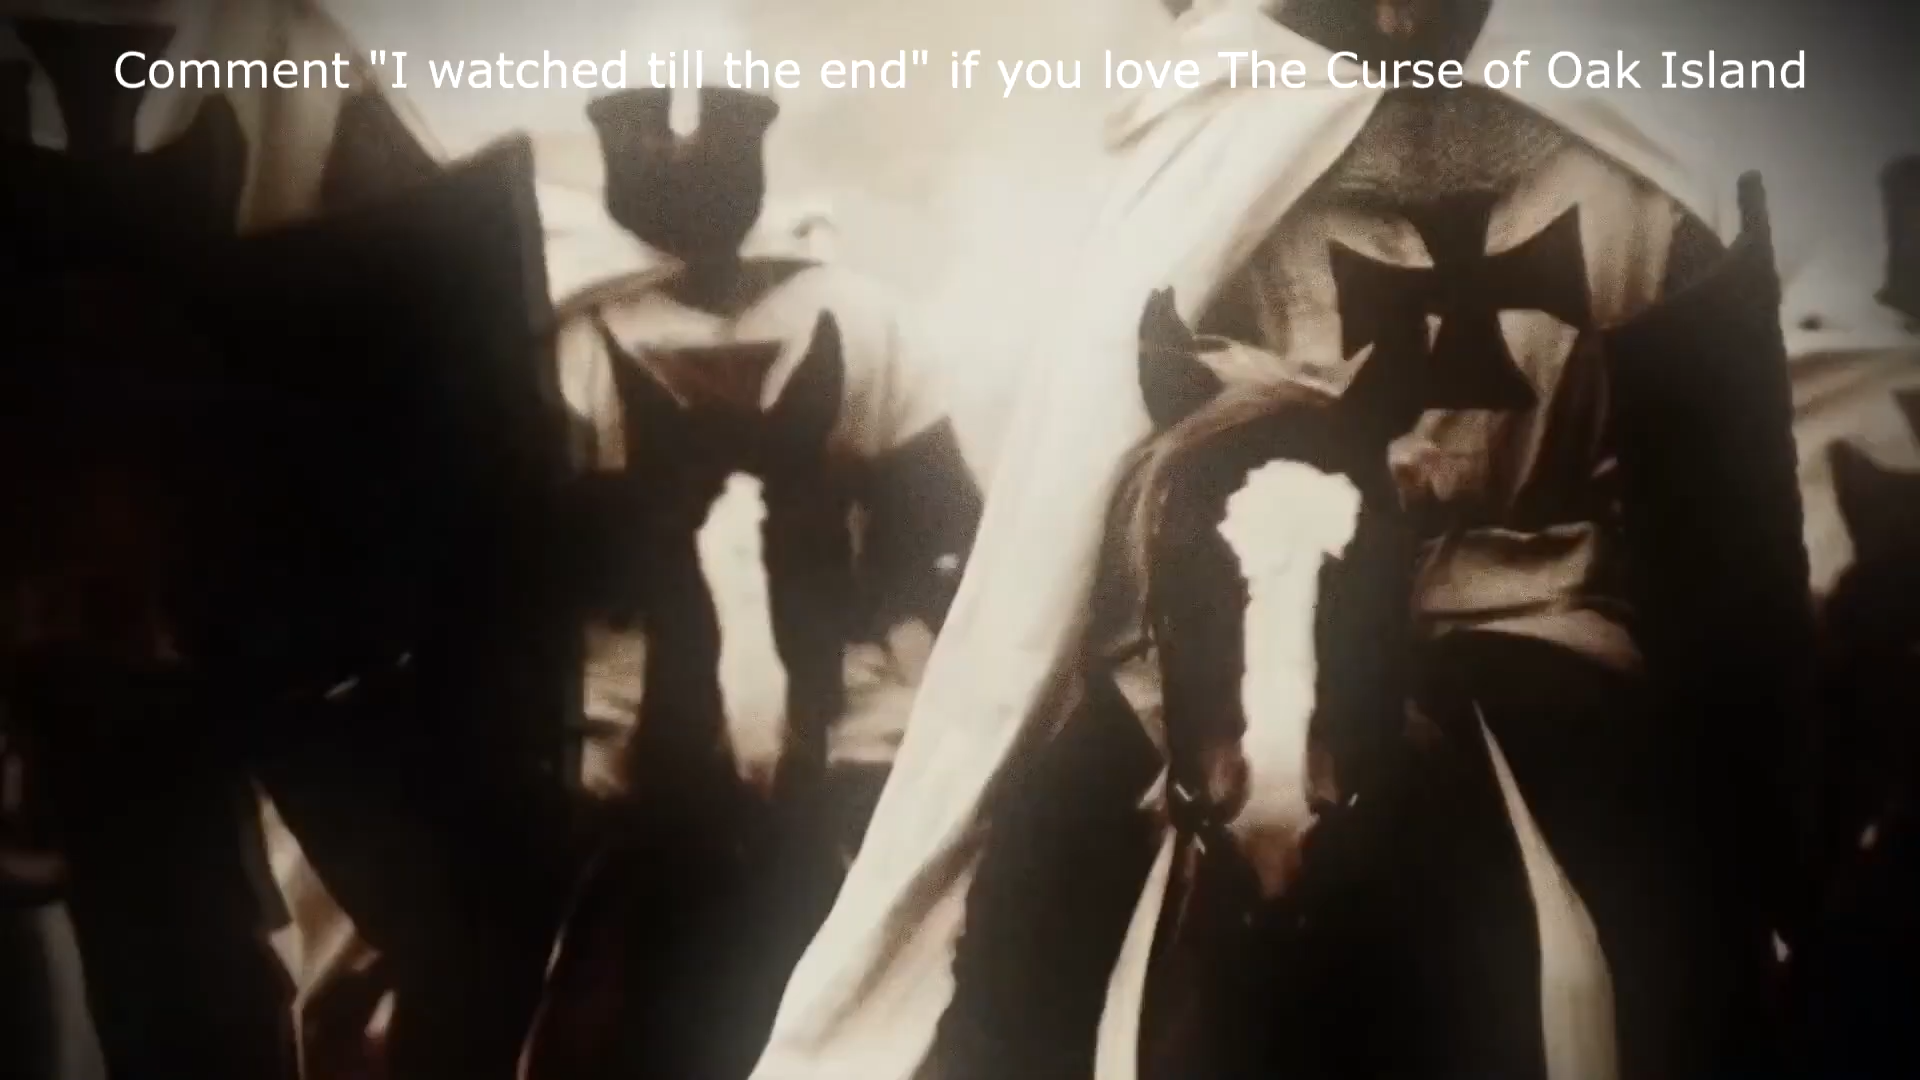 Comment "I watched till the end" if you love The Curse of Oak Island